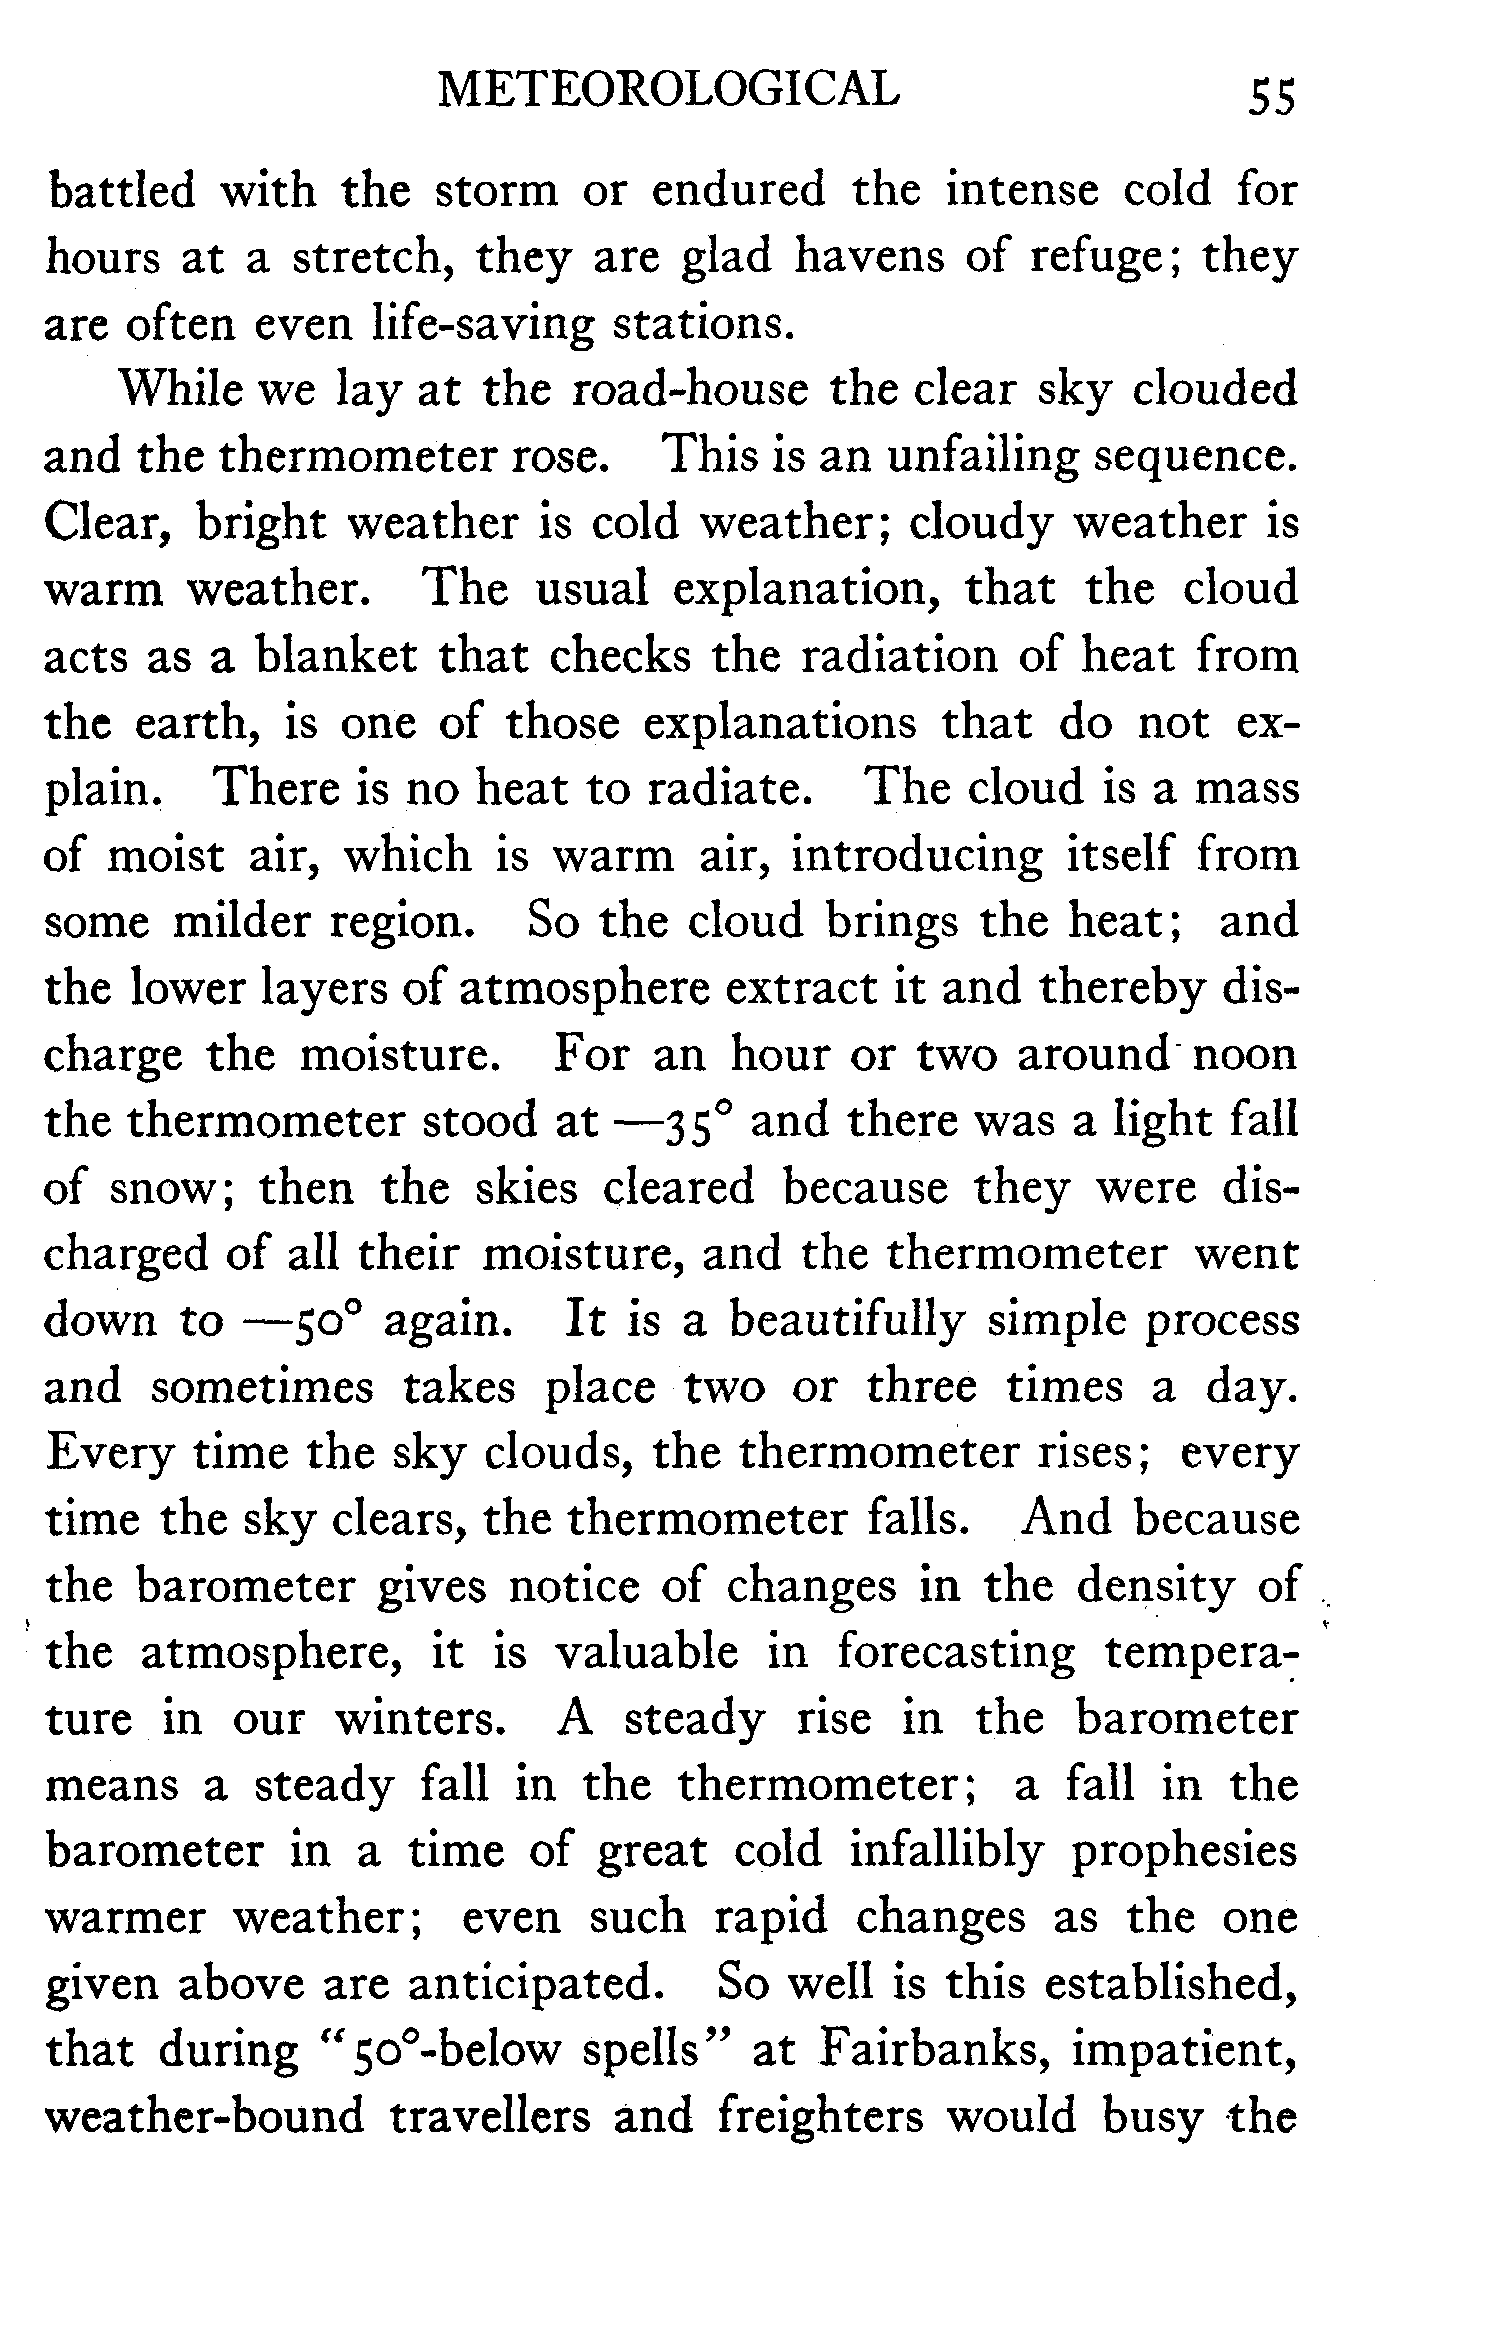 METEOROLOGICAL 55
battled with the storm or endured the intense cold for
hours at a stretch, they are glad havens of refuge; they
are often even life-saving stations.
While we lay at the road-house the clear sky clouded
and the thermometer rose. This is an unfailing sequence.
Clear, bright weather is cold weather; cloudy weather is
warm weather. The usual explanation, that the cloud
acts as a blanket that checks the radiation of heat from
the earth, is one of those explanations that do not ex-
plain. There is no heat to radiate. The cloud is a mass
of moist air, which is warm air, introducing itself from
some milder region. So the cloud brings the heat; and
the lower layers of atmosphere extract it and thereby dis-
charge the moisture. For an hour or two around noon
the thermometer stood at —35° and there was a light fall
of snow; then the skies cleared because they were dis-
charged of all their moisture, and the thermometer went
down to —50° again. It is a beautifully simple process
and sometimes takes place two or three times a day.
Every time the sky clouds, the thermometer rises; every
time the sky clears, the thermometer falls. And because
the barometer gives notice of changes in the density of
the atmosphere, it is valuable in forecasting tempera-
ture in our winters. A steady rise in the barometer
means a steady fall in the thermometer; a fall in the
barometer in a time of great cold infallibly prophesies
warmer weather; even such rapid changes as the one
given above are anticipated. So well is this established,
that during “50°-below spells” at Fairbanks, impatient,
weather-bound travellers and freighters would busy the